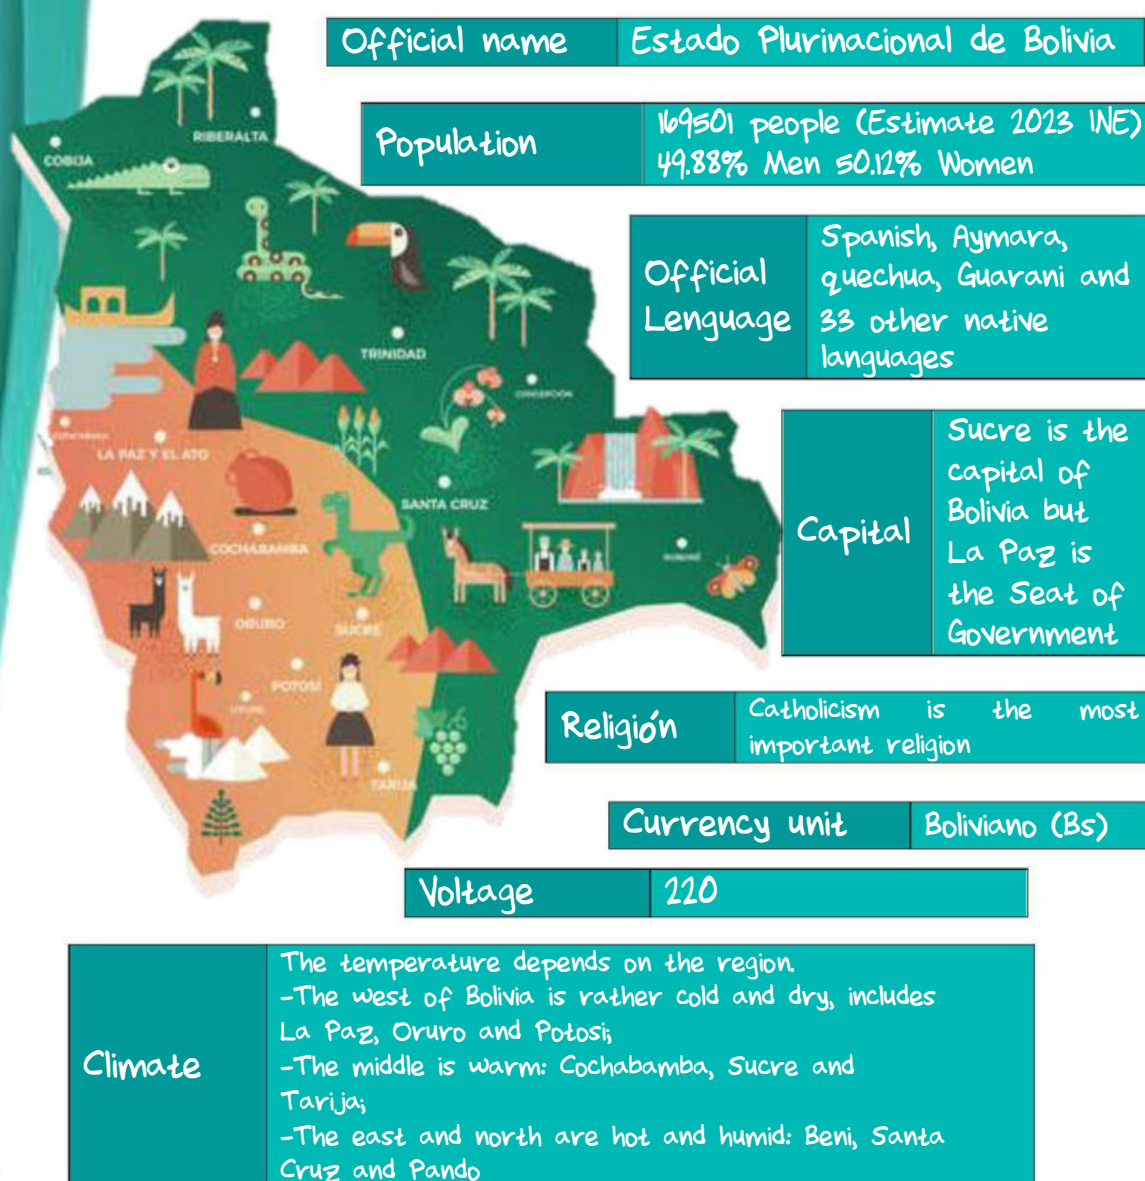 Official name Estado Plurinacional de Bolivia
Population
169501 people (Estimate 2023 INE)
49.88% Men 50.12% Women
Official
Lenguage
Spanish, Aymara,
quechua, Guarani and
33 other native
languages
Capital
Sucre is the
capital of
Bolivia but
La Paz is
the Seat of
Government
Religión
Catholicism is the most
important religion
Currency unit Boliviano (Bs)
Voltage 220
Climate
The temperature depends on the region.
-The west of Bolivia is rather cold and dry, includes
La Paz, Oruro and Potosi;
-The middle is warm: Cochabamba, Sucre and
Tarija;
-The east and north are hot and humid: Beni, Santa
Cruz and Pando
RIBERALTA
COBIJA
TRINIDAD
CONCEPCIÓN
LA PAZ Y EL ATO
SANTA CRUZ
COCHABAMBA
ORURO
SUCRE
POTOSÍ
TARIJA